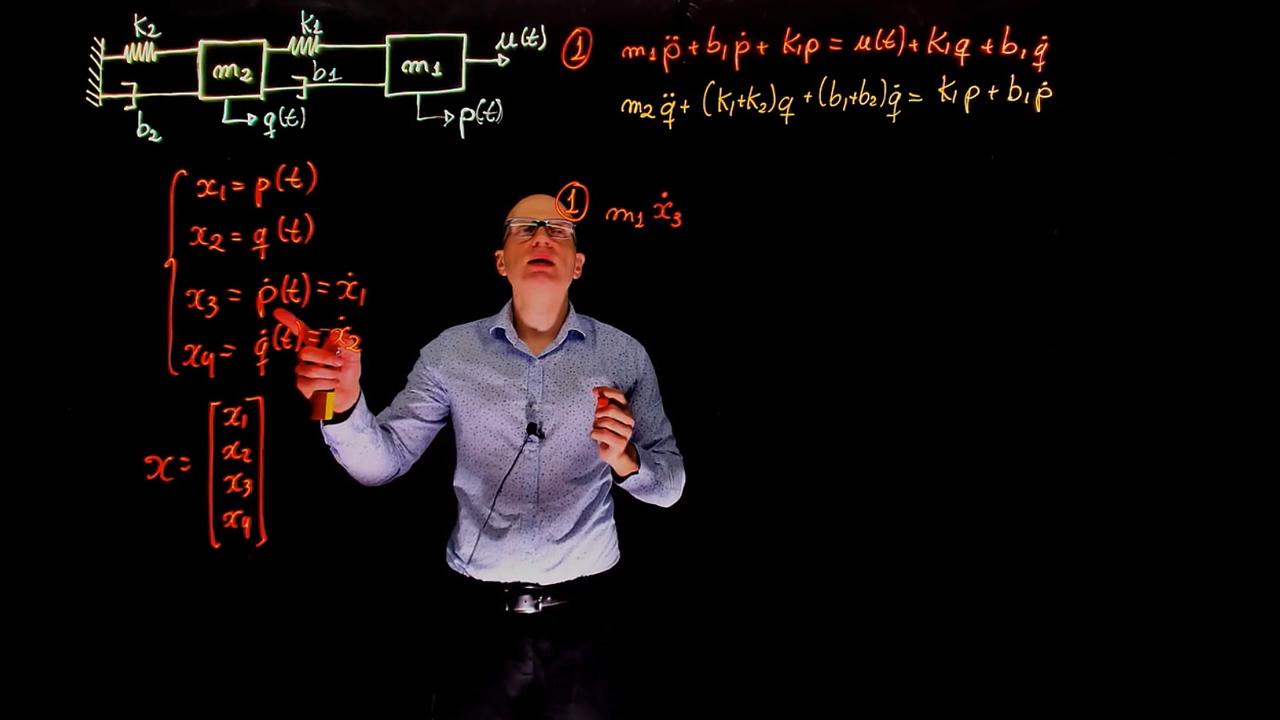 k₂ k₁
m₂ m₁ u(t)
b₁
b₂ q(t) p(t)
① m₁p̈ + b₁ṗ + k₁p = u(t) + k₁q + b₁q̇
m₂q̈ + (k₁+k₂)q + (b₁+b₂)q̇ = k₁p + b₁ṗ
x₁ = p(t)
x₂ = q(t)
x₃ = ṗ(t) = ẋ₁
x₄ = q̇(t) = ẋ₂
x = [x₁
x₂
x₃
x₄]
① m₁ẋ₃